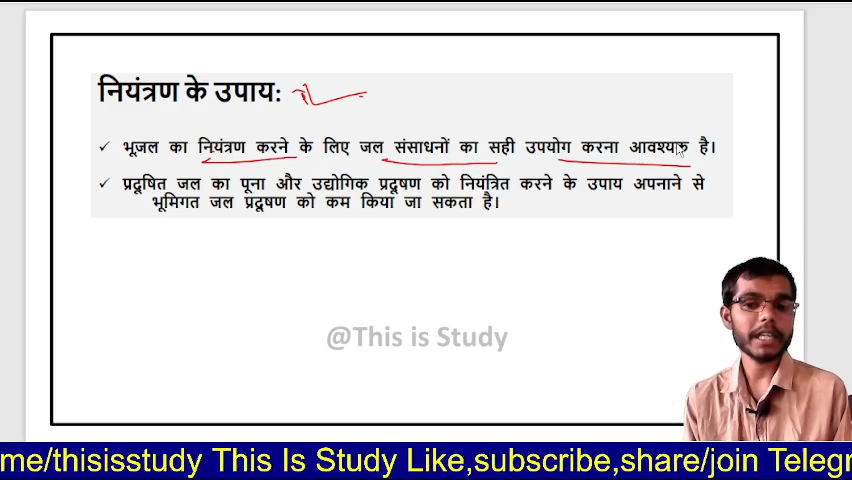 नियंत्रण के उपाय:
✓ भूजल का नियंत्रण करने के लिए जल संसाधनों का सही उपयोग करना आवश्यक है।
✓ प्रदूषित जल का पूना और उद्योगिक प्रदूषण को नियंत्रित करने के उपाय अपनाने से
भूमिगत जल प्रदूषण को कम किया जा सकता है।
@This is Study
me/thisisstudy This Is Study Like,subscribe,share/join Telegr